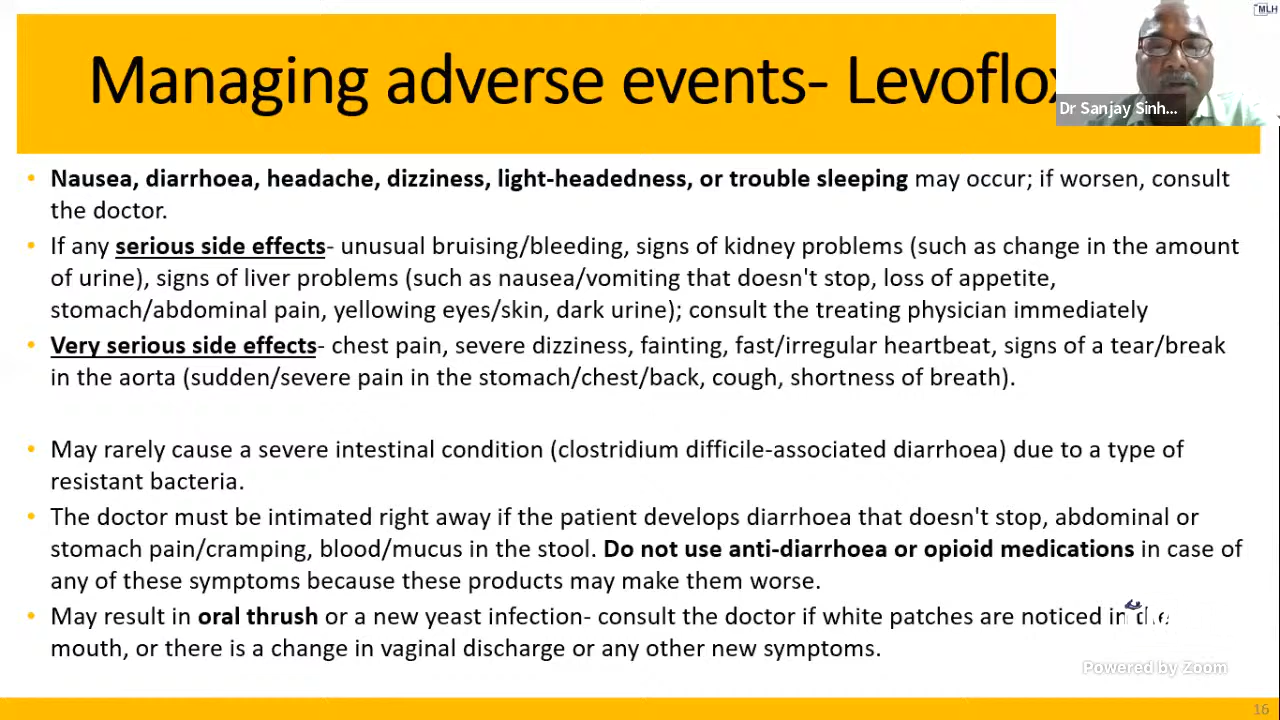 MLH
Managing adverse events- Levoflox
Dr Sanjay Sinh...
• Nausea, diarrhoea, headache, dizziness, light-headedness, or trouble sleeping may occur; if worsen, consult
the doctor.
• If any serious side effects- unusual bruising/bleeding, signs of kidney problems (such as change in the amount
of urine), signs of liver problems (such as nausea/vomiting that doesn't stop, loss of appetite,
stomach/abdominal pain, yellowing eyes/skin, dark urine); consult the treating physician immediately
• Very serious side effects- chest pain, severe dizziness, fainting, fast/irregular heartbeat, signs of a tear/break
in the aorta (sudden/severe pain in the stomach/chest/back, cough, shortness of breath).
• May rarely cause a severe intestinal condition (clostridium difficile-associated diarrhoea) due to a type of
resistant bacteria.
• The doctor must be intimated right away if the patient develops diarrhoea that doesn't stop, abdominal or
stomach pain/cramping, blood/mucus in the stool. Do not use anti-diarrhoea or opioid medications in case of
any of these symptoms because these products may make them worse.
• May result in oral thrush or a new yeast infection- consult the doctor if white patches are noticed in the
mouth, or there is a change in vaginal discharge or any other new symptoms.
Powered by Zoom
16